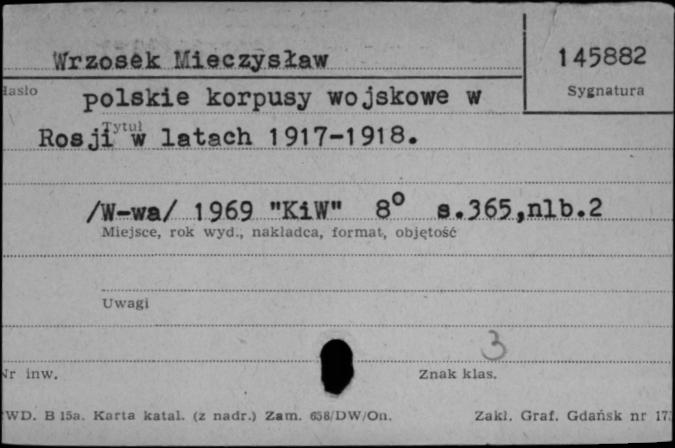 Wrzosek Mieczysław
145882
Hasło
Sygnatura
polskie korpusy wojskowe w
Tytuł
Rosji w latach 1917-1918.
/W-wa/ 1969 "KiW" 8° s.365,nlb.2
Miejsce, rok wyd., nakładca, format, objętość
Uwagi
3
Nr inw.
Znak klas.
WD. B 15a. Karta katal. (z nadr.) Zam. 658/DW/On.
Zakł. Graf. Gdańsk nr 17